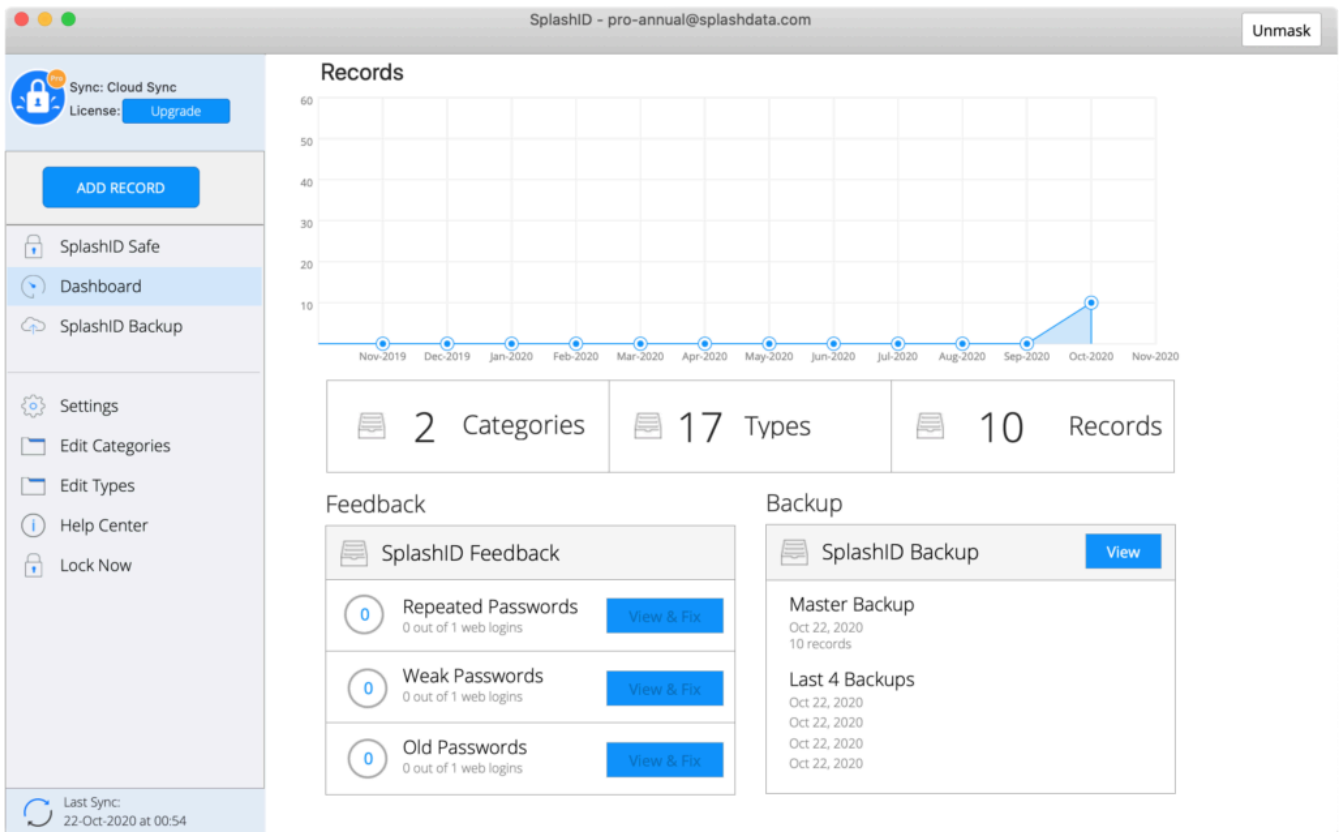 SplashID - pro-annual@splashdata.com
Unmask
Pro
Sync: Cloud Sync
License: Upgrade
ADD RECORD
SplashID Safe
Dashboard
SplashID Backup
Settings
Edit Categories
Edit Types
Help Center
Lock Now
Last Sync:
22-Oct-2020 at 00:54
Records
60
50
40
30
20
10
Nov-2019 Dec-2019 Jan-2020 Feb-2020 Mar-2020 Apr-2020 May-2020 Jun-2020 Jul-2020 Aug-2020 Sep-2020 Oct-2020 Nov-2020
2 Categories 17 Types 10 Records
Feedback
SplashID Feedback
0 Repeated Passwords View & Fix
0 out of 1 web logins
0 Weak Passwords View & Fix
0 out of 1 web logins
0 Old Passwords View & Fix
0 out of 1 web logins
Backup
SplashID Backup View
Master Backup
Oct 22, 2020
10 records
Last 4 Backups
Oct 22, 2020
Oct 22, 2020
Oct 22, 2020
Oct 22, 2020